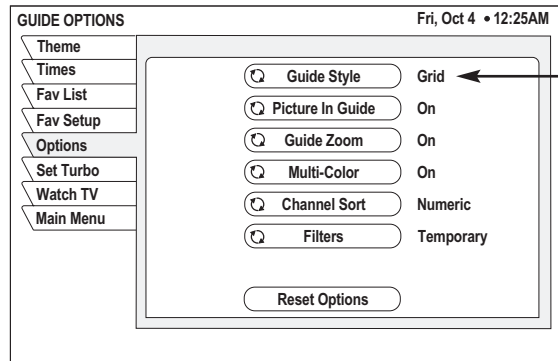 GUIDE OPTIONS Fri, Oct 4 • 12:25AM
Theme
Times
Fav List
Fav Setup
Options
Set Turbo
Watch TV
Main Menu
Guide Style Grid
Picture In Guide On
Guide Zoom On
Multi-Color On
Channel Sort Numeric
Filters Temporary
Reset Options